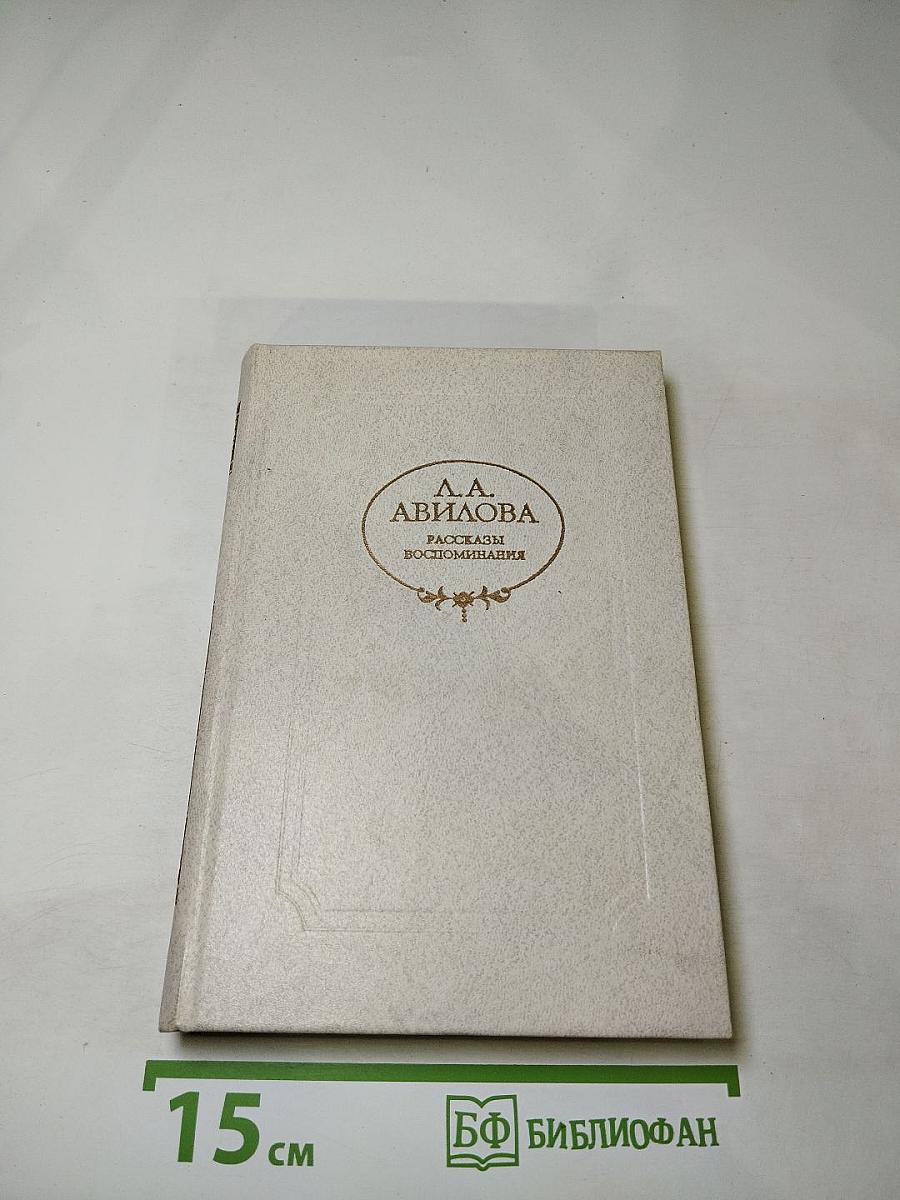 Л. А.
АВИЛОВА
РАССКАЗЫ
ВОСПОМИНАНИЯ
15 см
БФ БИБЛИОФАН